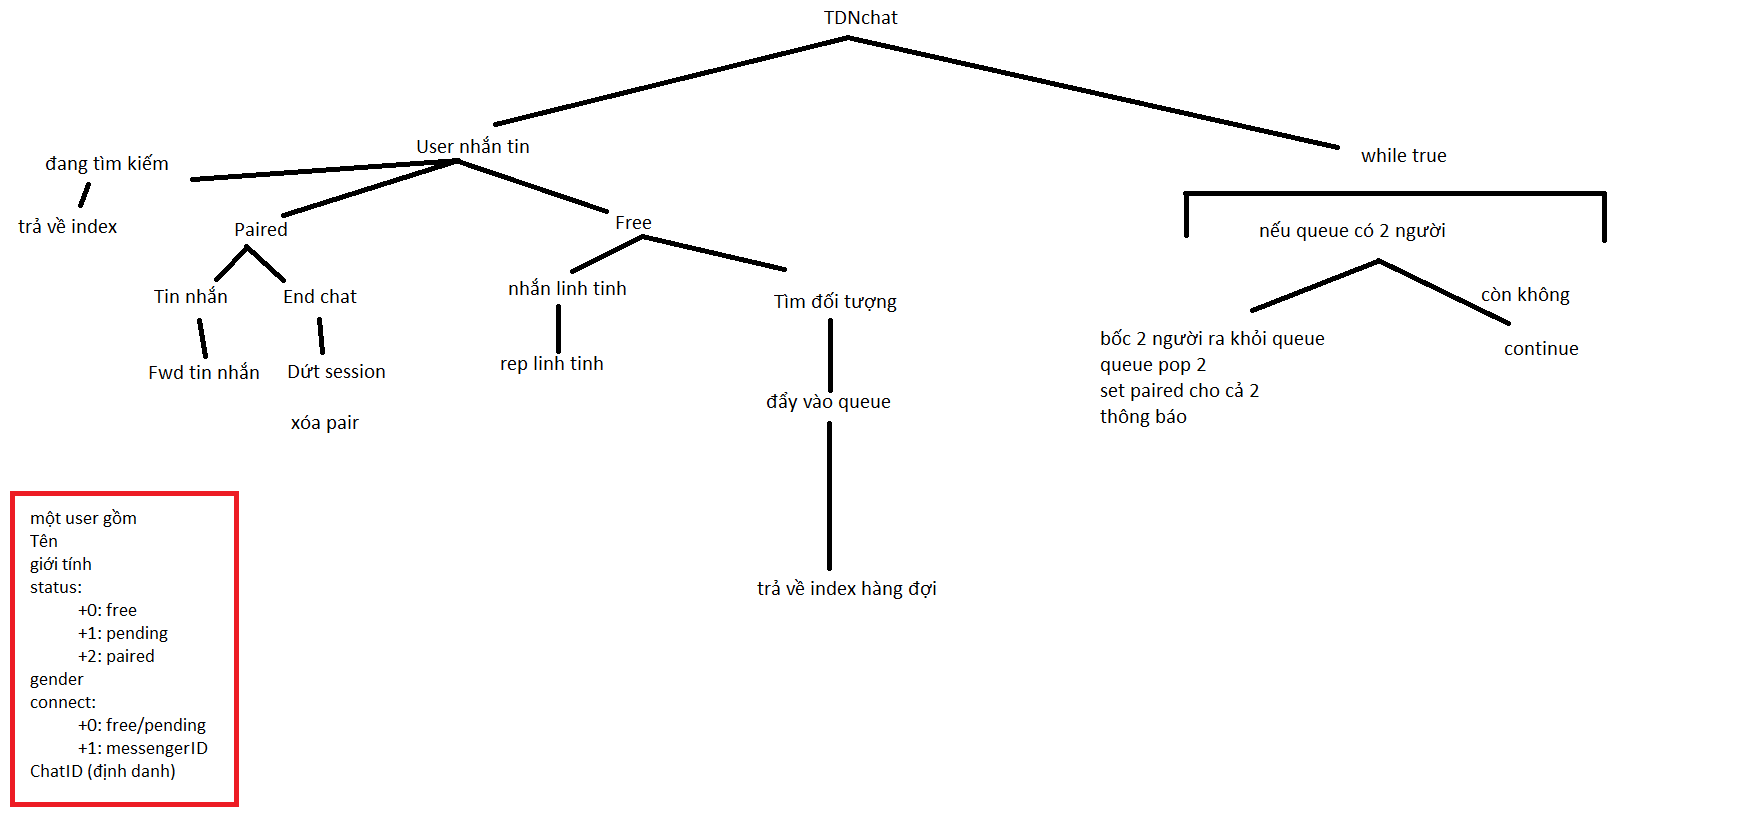 TDNchat
User nhắn tin
while true
đang tìm kiếm
trả về index
Paired
Free
nếu queue có 2 người
Tin nhắn
End chat
nhắn linh tinh
Tìm đối tượng
còn không
Fwd tin nhắn
Dứt session
rep linh tinh
bốc 2 người ra khỏi queue
queue pop 2
set paired cho cả 2
thông báo
continue
xóa pair
đẩy vào queue
trả về index hàng đợi
một user gồm
Tên
giới tính
status:
+0: free
+1: pending
+2: paired
gender
connect:
+0: free/pending
+1: messengerID
ChatID (định danh)